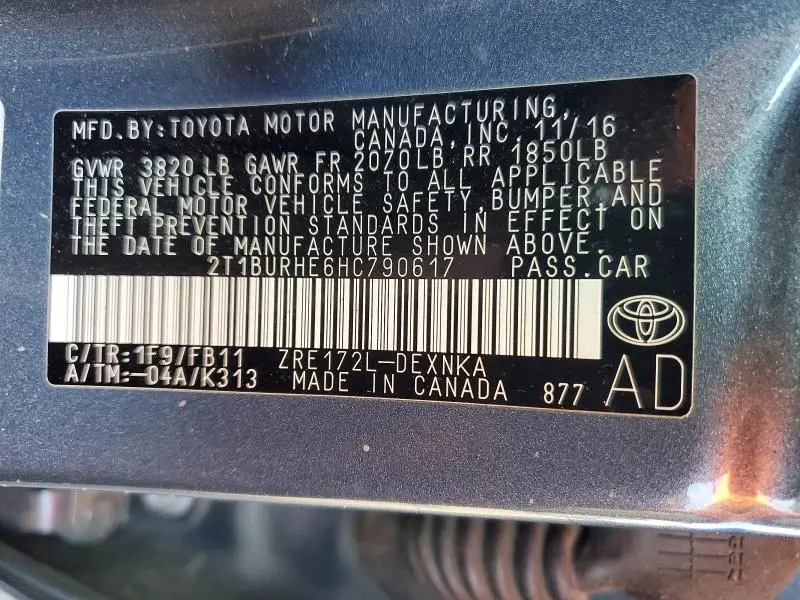 MFD. BY: TOYOTA MOTOR MANUFACTURING,
CANADA, INC. 11/16
GVWR 3820 LB GAWR FR 2070LB, RR 1850LB
THIS VEHICLE CONFORMS TO ALL APPLICABLE
FEDERAL MOTOR VEHICLE SAFETY, BUMPER, AND
THEFT PREVENTION STANDARDS IN EFFECT ON
THE DATE OF MANUFACTURE SHOWN ABOVE.
2T1BURHE6HC790617 PASS. CAR
C/TR: 1F9/FB11 ZRE172L-DEXNKA
A/TM: -04A/K313 MADE IN CANADA 877 AD